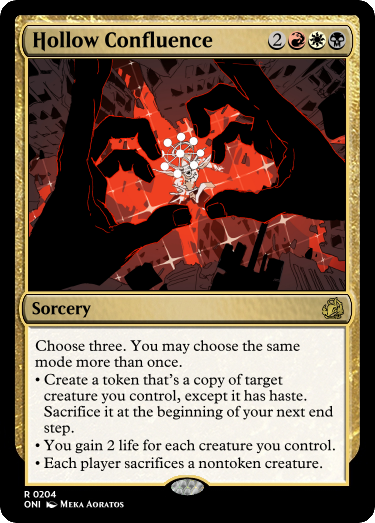 Hollow Confluence 2
Sorcery
Choose three. You may choose the same
mode more than once.
• Create a token that's a copy of target
creature you control, except it has haste.
Sacrifice it at the beginning of your next end
step.
• You gain 2 life for each creature you control.
• Each player sacrifices a nontoken creature.
R 0204
ONI Meka Aoratos